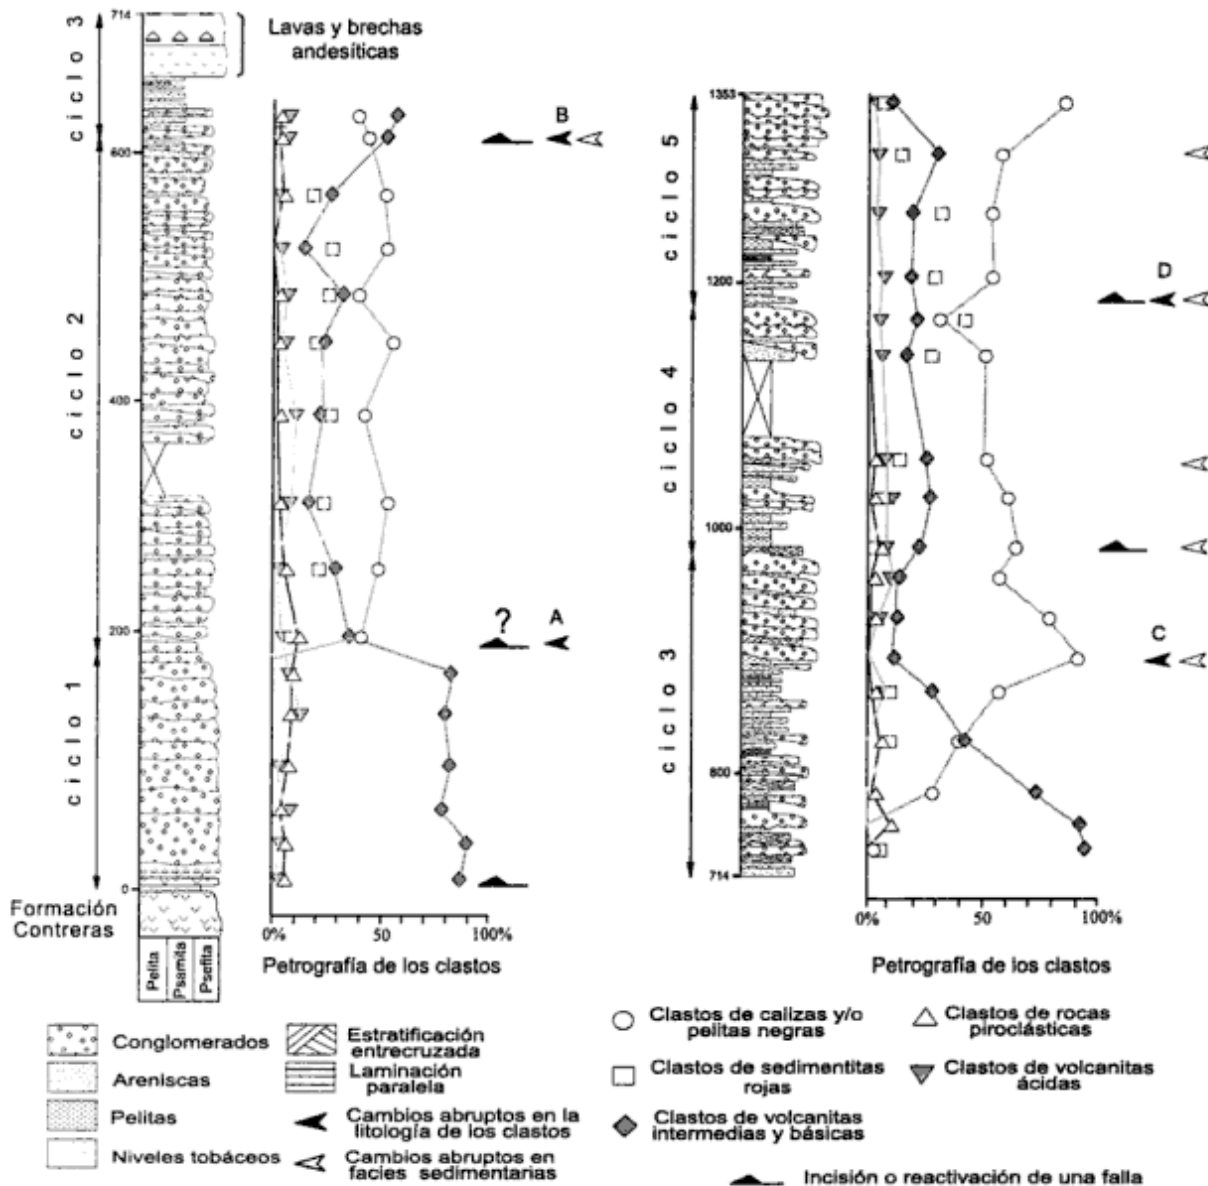 714
600
400
200
0
ciclo 3
ciclo 2
ciclo 1
Lavas y brechas
andesíticas
B
?
A
Formación
Contreras
Pelita
Psamita
Psefita
0%
50
100%
Petrografía de los clastos
1353
1200
1000
800
714
ciclo 5
ciclo 4
ciclo 3
D
C
0%
50
100%
Petrografía de los clastos
Conglomerados
Areniscas
Pelitas
Niveles tobáceos
Estratificación
entrecruzada
Laminación
paralela
Cambios abruptos en la
litología de los clastos
Cambios abruptos en
facies sedimentarias
Clastos de calizas y/o
pelitas negras
Clastos de sedimentitas
rojas
Clastos de volcanitas
intermedias y básicas
Clastos de rocas
piroclásticas
Clastos de volcanitas
ácidas
Incisión o reactivación de una falla